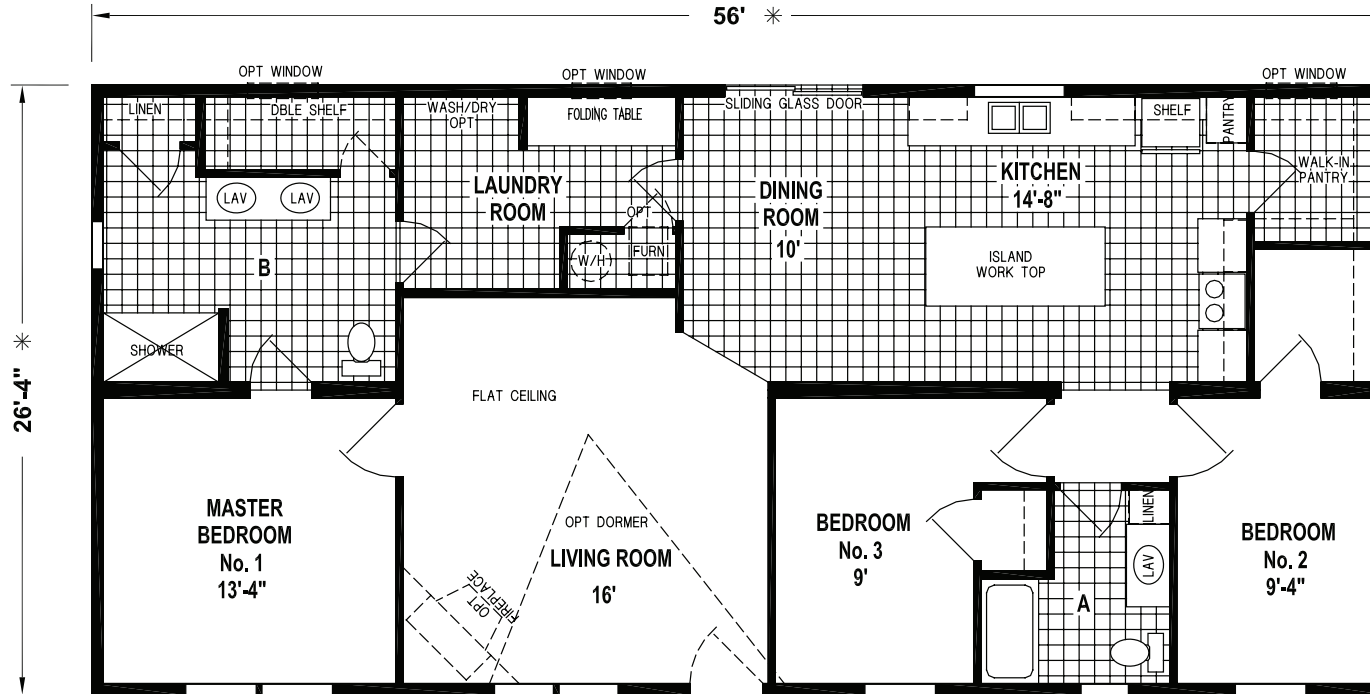 56' ✳
OPT WINDOW
OPT WINDOW
OPT WINDOW
LINEN
DBLE SHELF
WASH/DRY
OPT
FOLDING TABLE
SLIDING GLASS DOOR
SHELF
PANTRY
WALK-IN
PANTRY
KITCHEN
14'-8"
LAUNDRY
ROOM
DINING
ROOM
10'
LAV
LAV
OPT
FURN
W/H
B
ISLAND
WORK TOP
SHOWER
✳
26'-4"
FLAT CEILING
MASTER
BEDROOM
No. 1
13'-4"
OPT DORMER
LIVING ROOM
16'
OPT
FIREPLACE
BEDROOM
No. 3
9'
LINEN
LAV
A
BEDROOM
No. 2
9'-4"